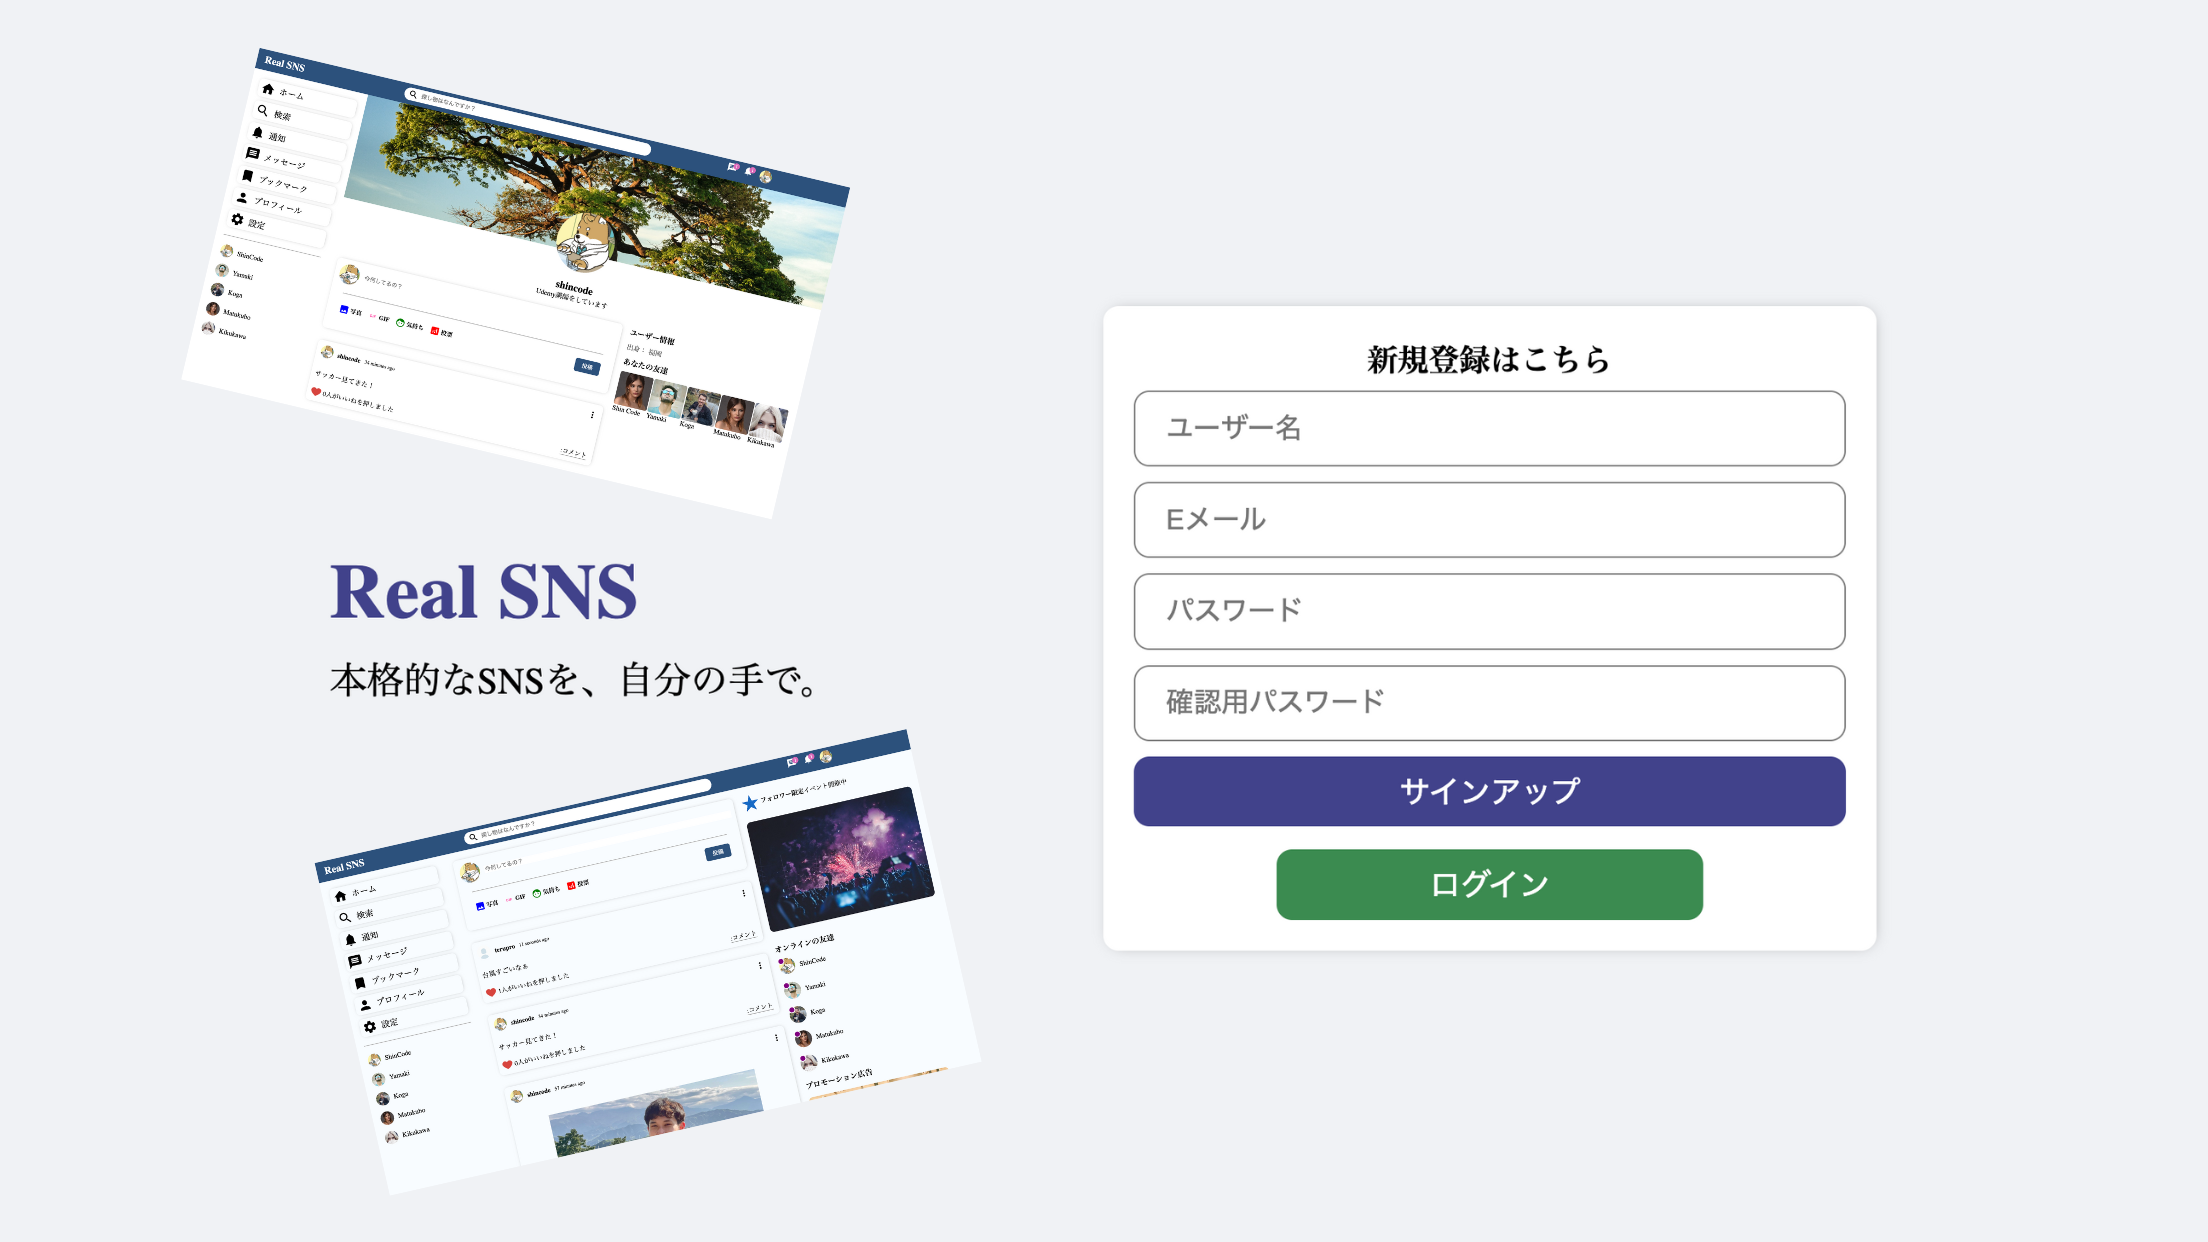 Real SNS
探し物はなんですか？
ホーム
検索
通知
メッセージ
ブックマーク
プロフィール
設定
ShinCode
Yamaki
Koga
Matukubo
Kikukawa
shincode
Udemy講師をしています
今何してるの？
写真 GIF 気持ち 投票
投稿
shincode 34 minutes ago
サッカー見てきた！
0人がいいねを押しました
:コメント
ユーザー情報
出身： 福岡
あなたの友達
Shin Code Yamaki Koga Matukubo Kikukawa
Real SNS
本格的なSNSを、自分の手で。
Real SNS
探し物はなんですか？
ホーム
検索
通知
メッセージ
ブックマーク
プロフィール
設定
ShinCode
Yamaki
Koga
Matukubo
Kikukawa
今何してるの？
写真 GIF 気持ち 投票
投稿
terupro 11 seconds ago
台風すごいなぁ
1人がいいねを押しました
:コメント
shincode 34 minutes ago
サッカー見てきた！
0人がいいねを押しました
:コメント
shincode 37 minutes ago
フォロワー限定イベント開催中
オンラインの友達
ShinCode
Yamaki
Koga
Matukubo
Kikukawa
プロモーション広告
新規登録はこちら
ユーザー名
Eメール
パスワード
確認用パスワード
サインアップ
ログイン